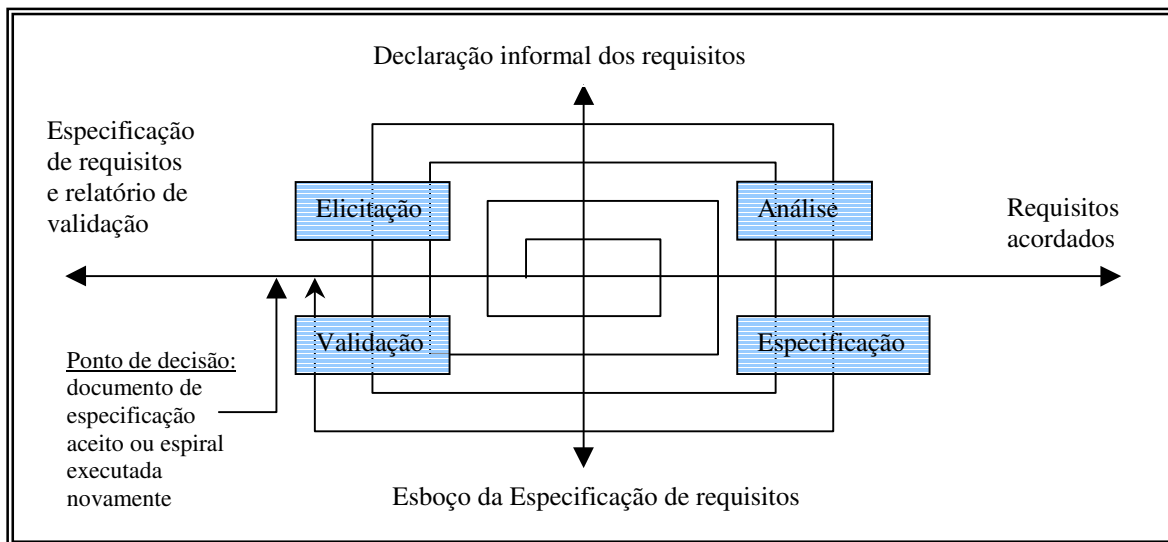 Declaração informal dos requisitos
Especificação
de requisitos
e relatório de
validação
Elicitação
Análise
Requisitos
acordados
Validação
Especificação
Ponto de decisão:
documento de
especificação
aceito ou espiral
executada
novamente
Esboço da Especificação de requisitos